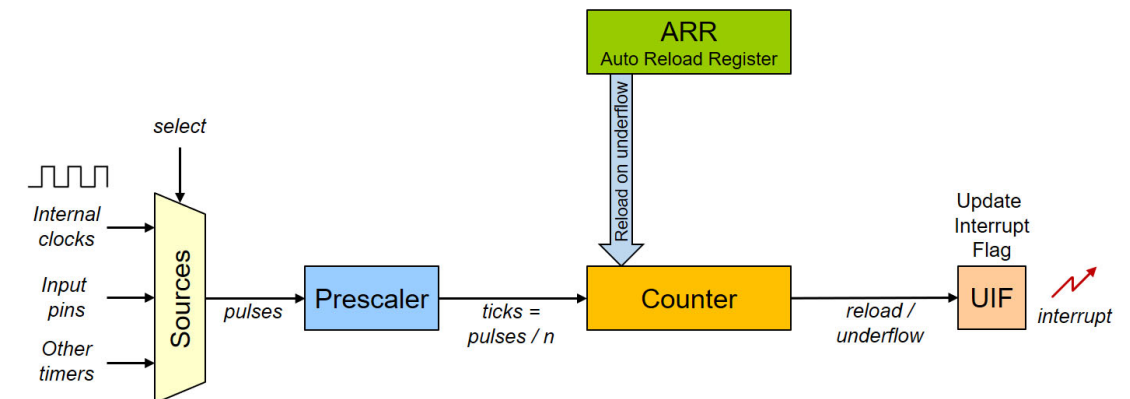 ARR
Auto Reload Register
Reload on underflow
select
Internal
clocks
Input
pins
Other
timers
Sources
pulses
Prescaler
ticks =
pulses / n
Counter
reload /
underflow
Update
Interrupt
Flag
UIF
interrupt